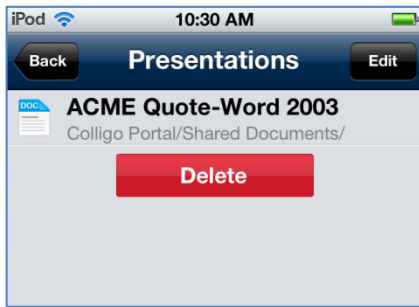 iPod 10:30 AM
Back Presentations Edit
DOC ACME Quote-Word 2003
Colligo Portal/Shared Documents/
Delete